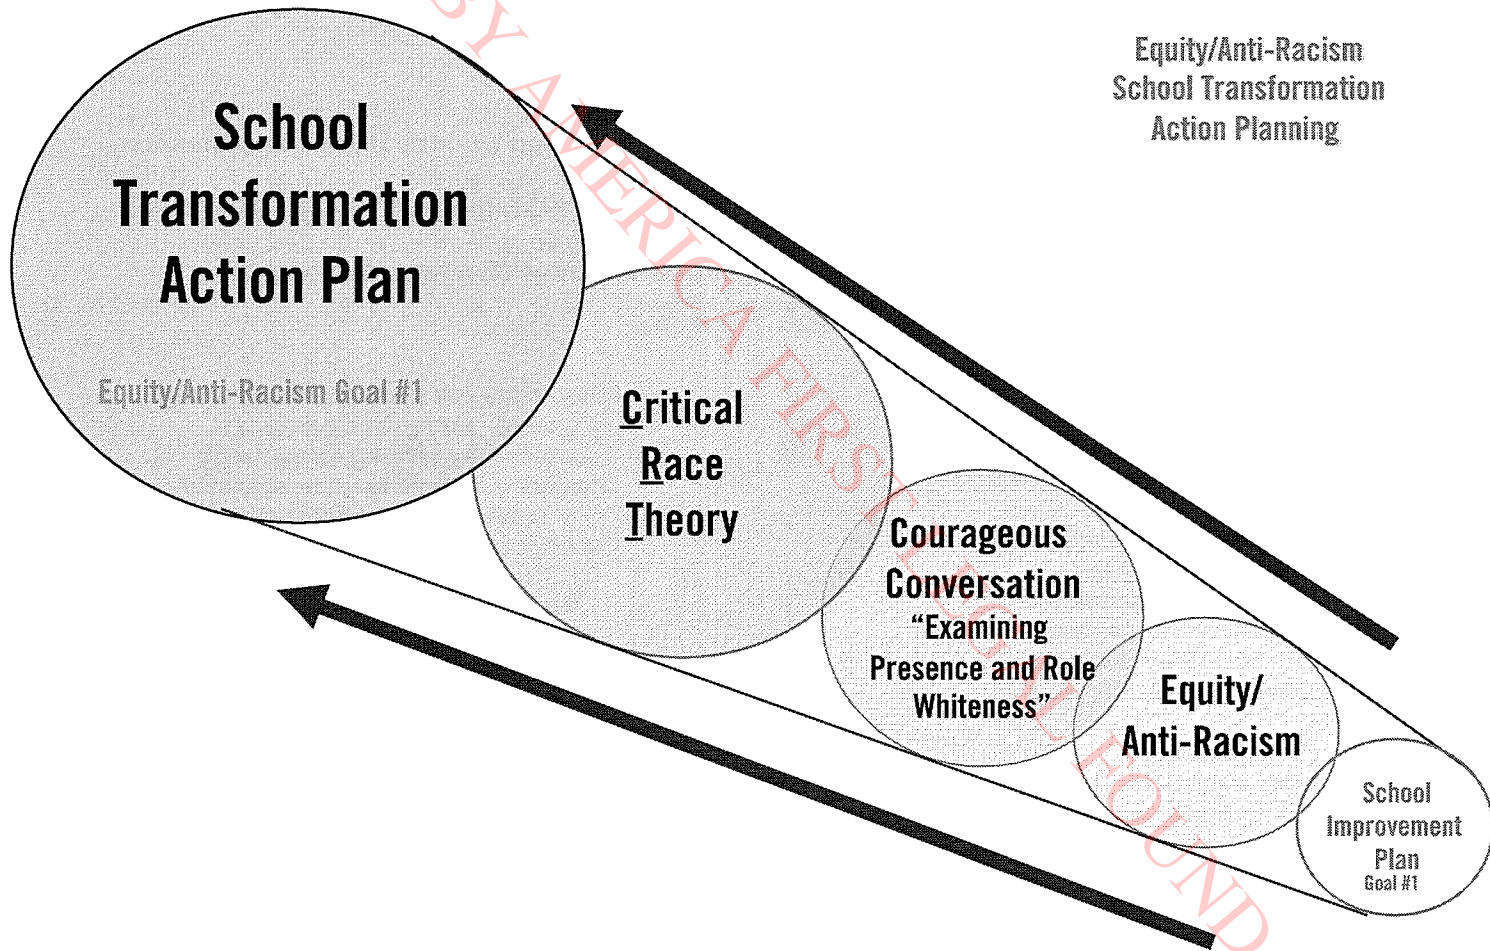 Equity/Anti-Racism
School Transformation
Action Planning
School
Transformation
Action Plan
Equity/Anti-Racism Goal #1
Critical
Race
Theory
Courageous
Conversation
“Examining
Presence and Role
Whiteness”
Equity/
Anti-Racism
School
Improvement
Plan
Goal #1
BY AMERICA FIRST LEGAL FOUND